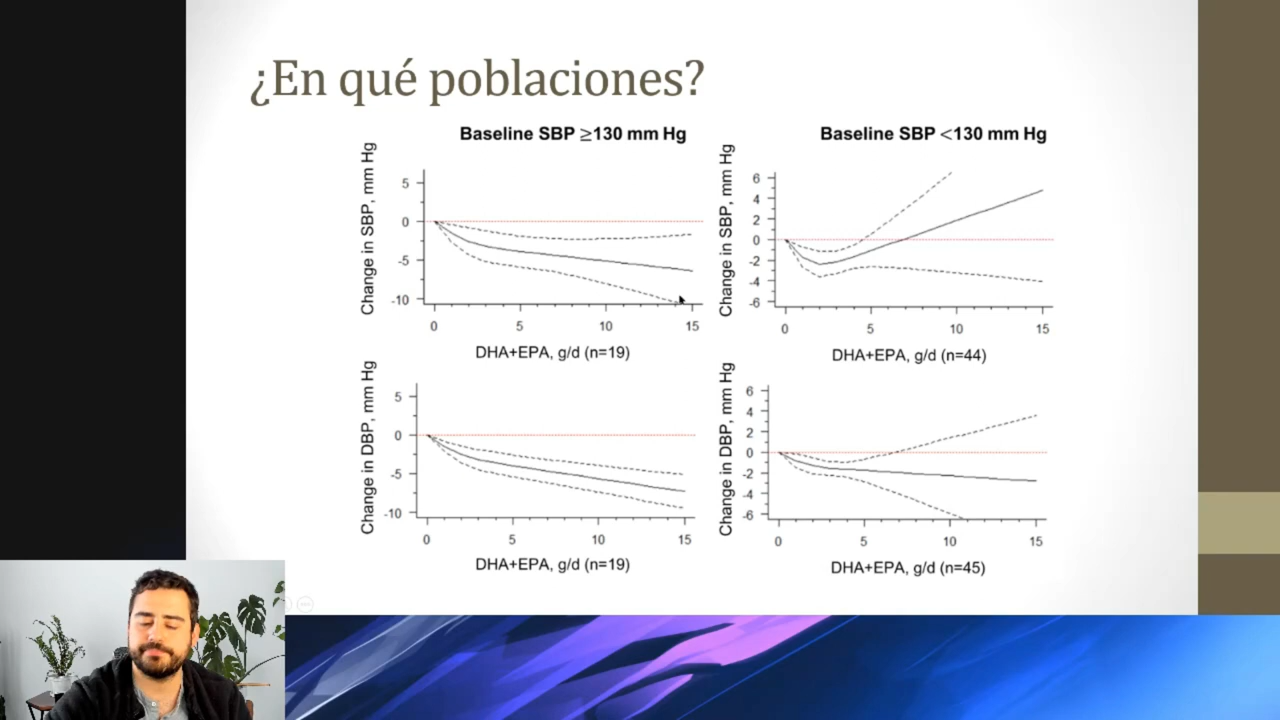 ¿En qué poblaciones?
Baseline SBP ≥130 mm Hg
Change in SBP, mm Hg
5
0
-5
-10
0 5 10 15
DHA+EPA, g/d (n=19)
Baseline SBP <130 mm Hg
Change in SBP, mm Hg
6
4
2
0
-2
-4
-6
0 5 10 15
DHA+EPA, g/d (n=44)
Change in DBP, mm Hg
5
0
-5
-10
0 5 10 15
DHA+EPA, g/d (n=19)
Change in DBP, mm Hg
6
4
2
0
-2
-4
-6
0 5 10 15
DHA+EPA, g/d (n=45)